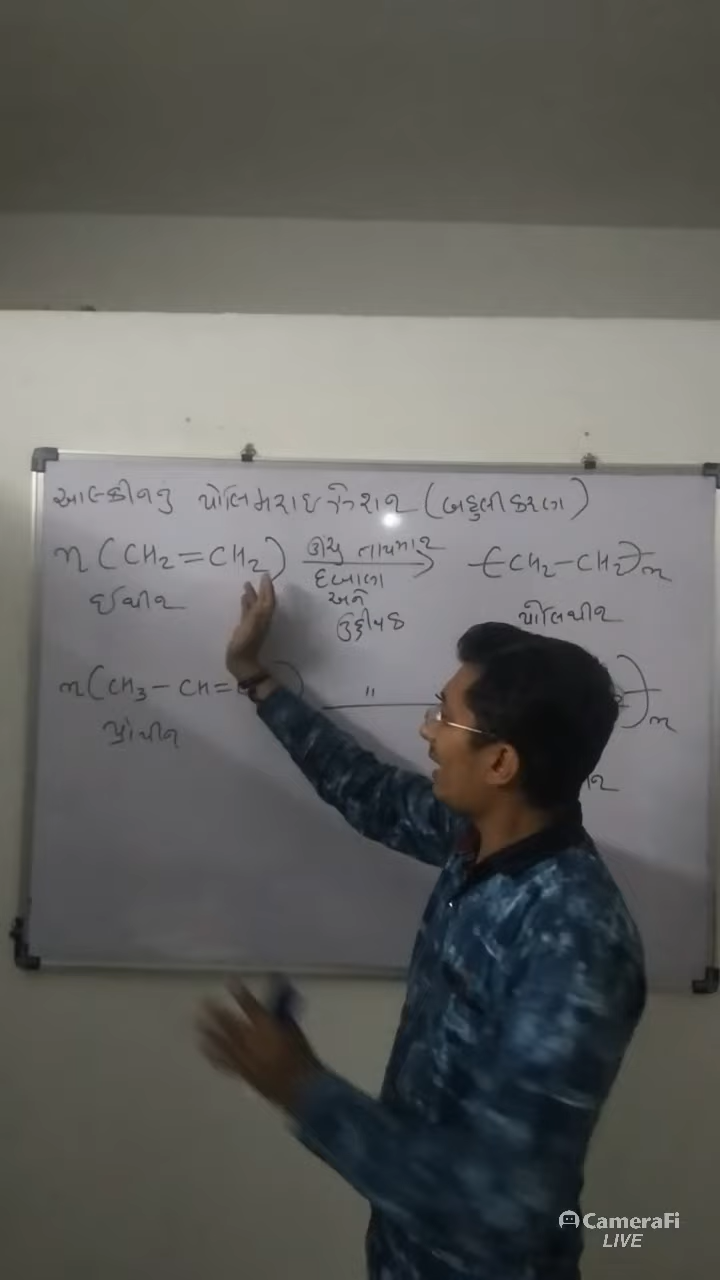 આલ્કીનનું પોલિમરાઇઝેશન (બહુલીકરણ)
n(CH₂=CH₂) ઊંચુ તાપમાન → -(CH₂-CH₂)n
દબાણ
અને
ઉદ્દીપક
ઇથીન પોલિથીન
n(CH₃-CH= " )n
પ્રોપીન
CameraFi
LIVE